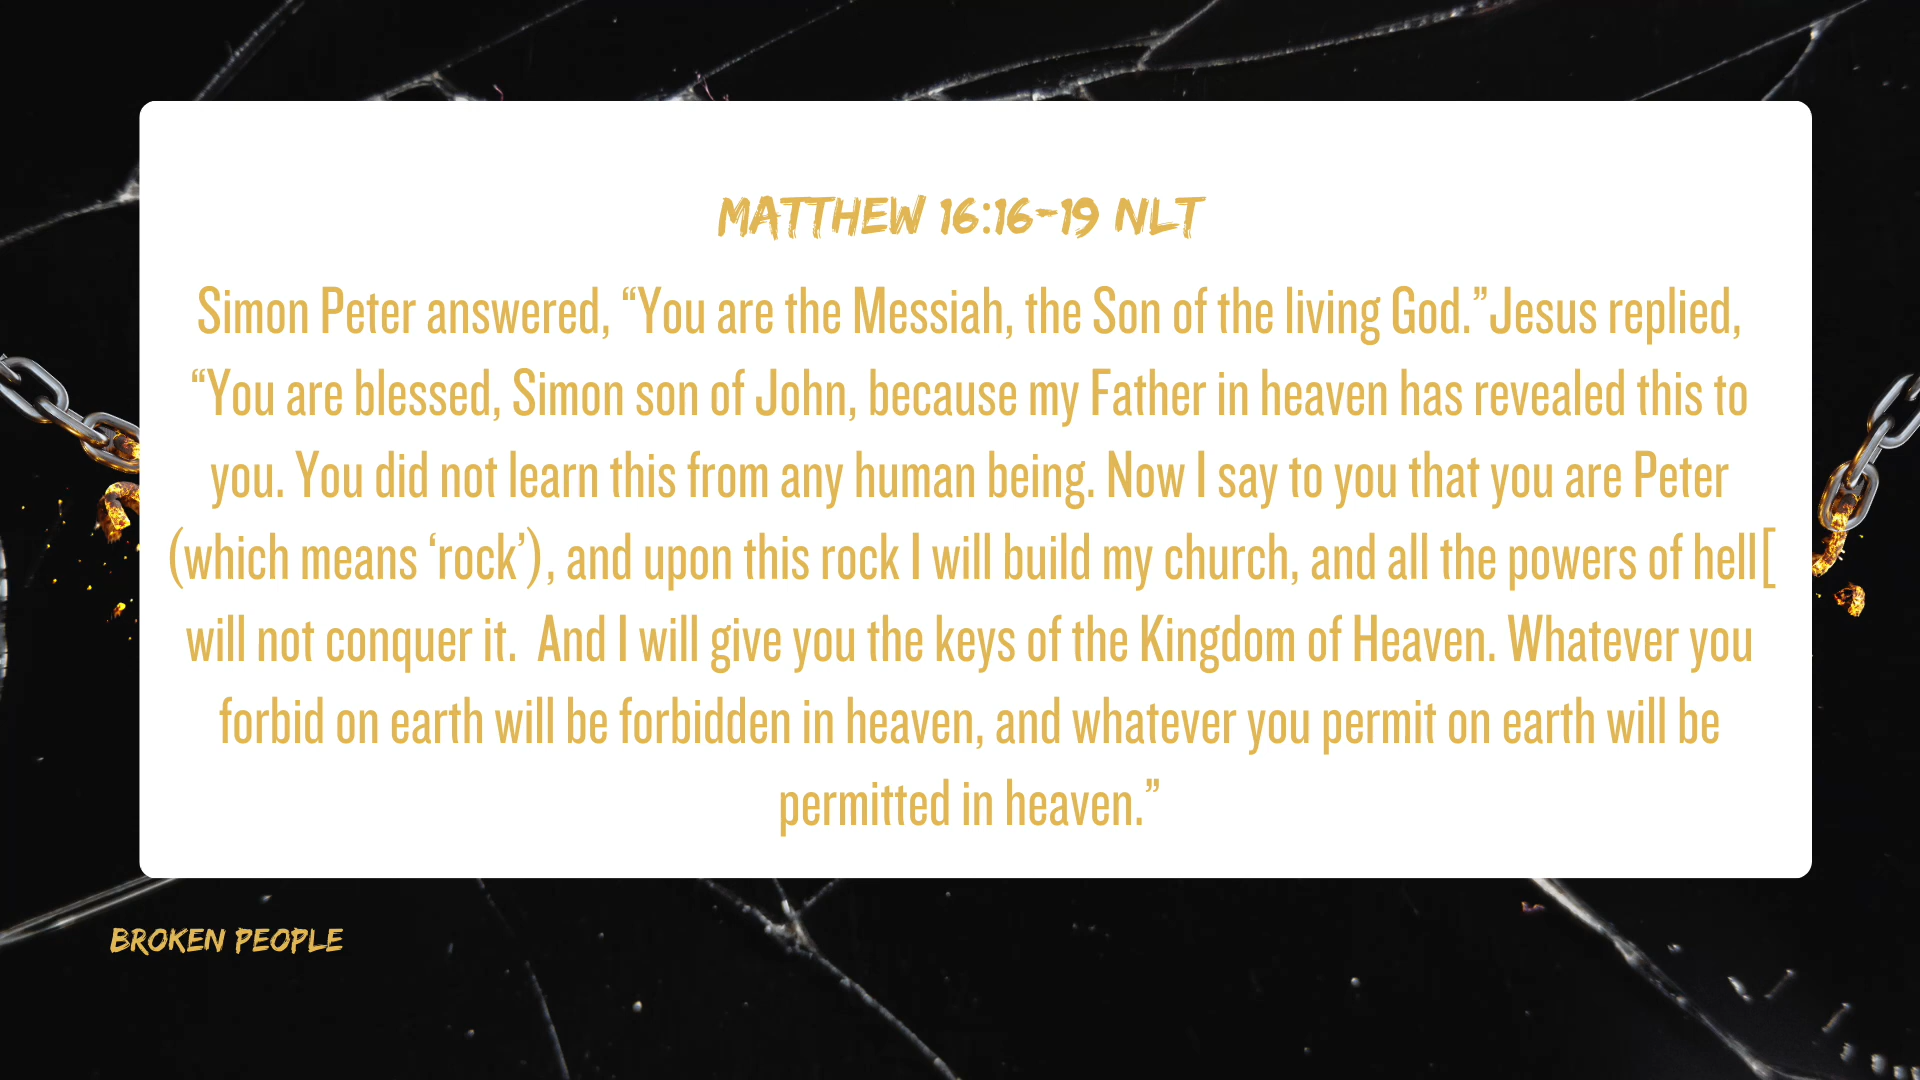 MATTHEW 16:16-19 NLT
Simon Peter answered, “You are the Messiah, the Son of the living God.”Jesus replied,
“You are blessed, Simon son of John, because my Father in heaven has revealed this to
you. You did not learn this from any human being. Now I say to you that you are Peter
(which means ‘rock’), and upon this rock I will build my church, and all the powers of hell[
will not conquer it.  And I will give you the keys of the Kingdom of Heaven. Whatever you
forbid on earth will be forbidden in heaven, and whatever you permit on earth will be
permitted in heaven.”
BROKEN PEOPLE